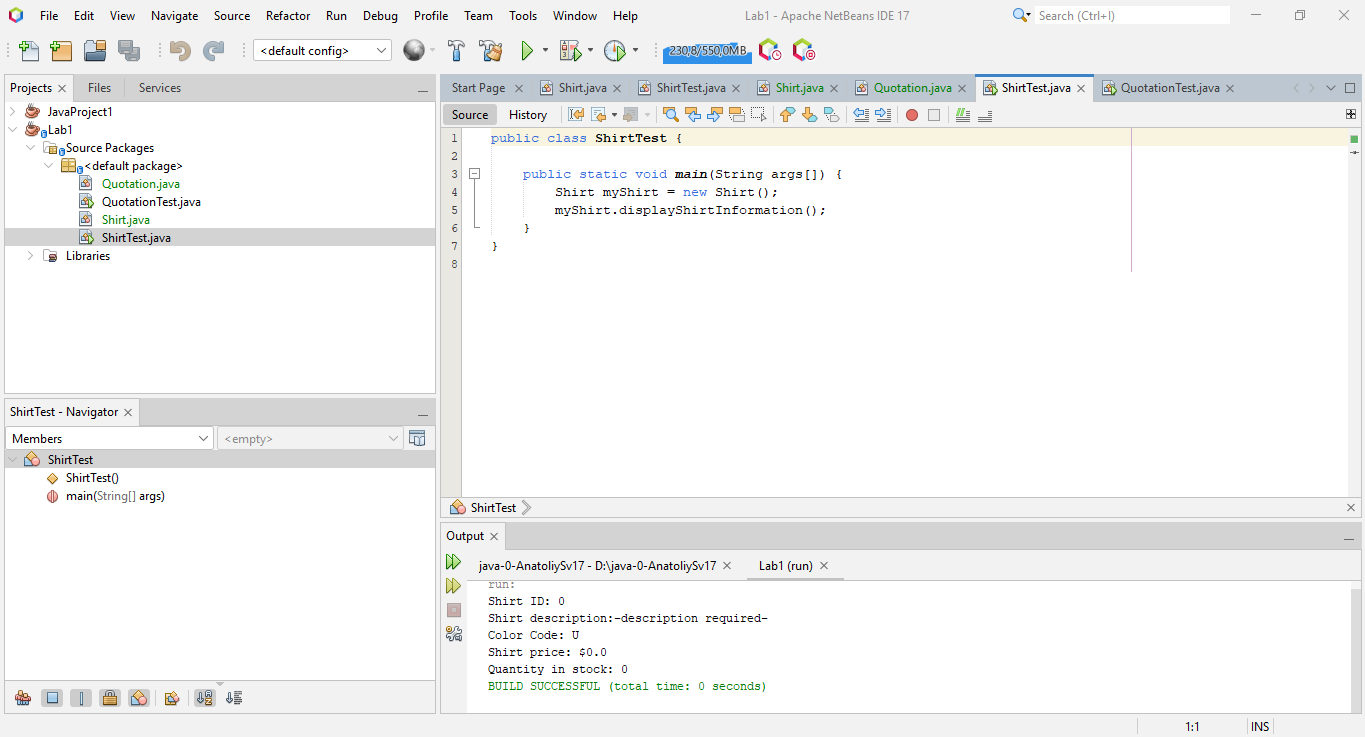 File Edit View Navigate Source Refactor Run Debug Profile Team Tools Window Help Lab1 - Apache NetBeans IDE 17 Search (Ctrl+I)
<default config> 230,8/550,0MB
Projects Files Services
JavaProject1
Lab1
Source Packages
<default package>
Quotation.java
QuotationTest.java
Shirt.java
ShirtTest.java
Libraries
ShirtTest - Navigator
Members <empty>
ShirtTest
ShirtTest()
main(String[] args)
Start Page Shirt.java ShirtTest.java Shirt.java Quotation.java ShirtTest.java QuotationTest.java
Source History
1 public class ShirtTest {
2
3 public static void main(String args[]) {
4 Shirt myShirt = new Shirt();
5 myShirt.displayShirtInformation();
6 }
7 }
8
ShirtTest
Output
java-0-AnatoliySv17 - D:\java-0-AnatoliySv17 Lab1 (run)
run:
Shirt ID: 0
Shirt description:-description required-
Color Code: U
Shirt price: $0.0
Quantity in stock: 0
BUILD SUCCESSFUL (total time: 0 seconds)
1:1 INS